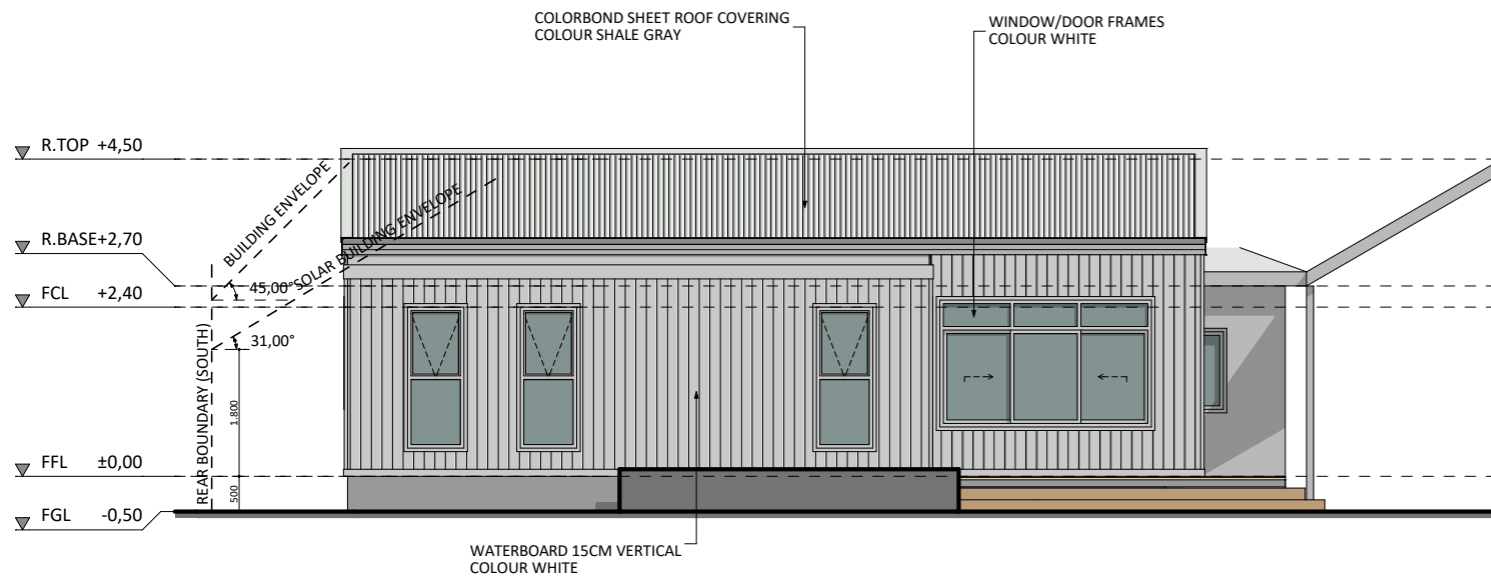 COLORBOND SHEET ROOF COVERING
COLOUR SHALE GRAY
WINDOW/DOOR FRAMES
COLOUR WHITE
R.TOP +4,50
BUILDING ENVELOPE
SOLAR BUILDING ENVELOPE
R.BASE+2,70
45,00°
FCL +2,40
31,00°
REAR BOUNDARY (SOUTH)
1.800
FFL ±0,00
500
FGL -0,50
WATERBOARD 15CM VERTICAL
COLOUR WHITE